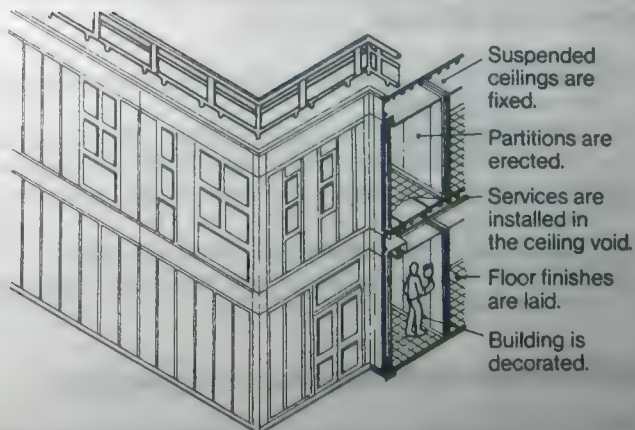 Suspended
ceilings are
fixed.
Partitions are
erected.
Services are
installed in
the ceiling void.
Floor finishes
are laid.
Building is
decorated.